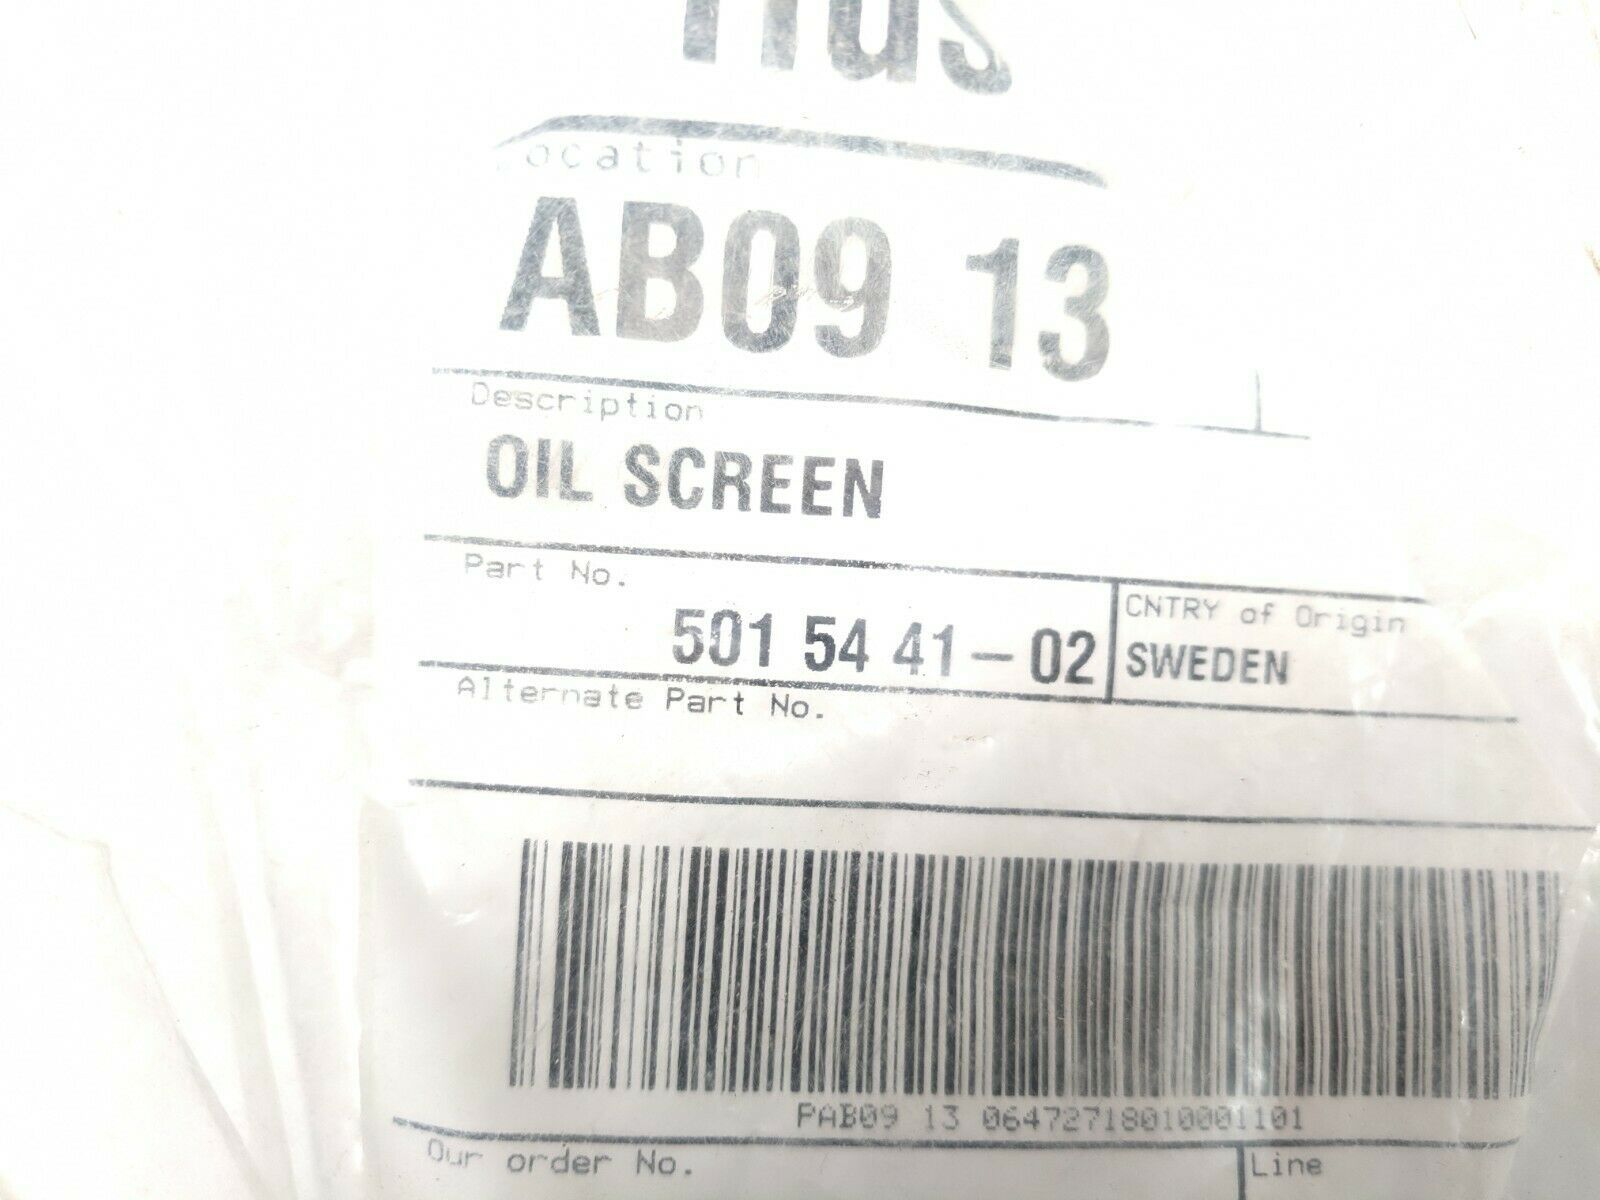 Location
AB09 13
Description
OIL SCREEN
Part No.
501 54 41-02
CNTRY of Origin
SWEDEN
Alternate Part No.
PAB09 13 06472718010001101
Our order No.
Line